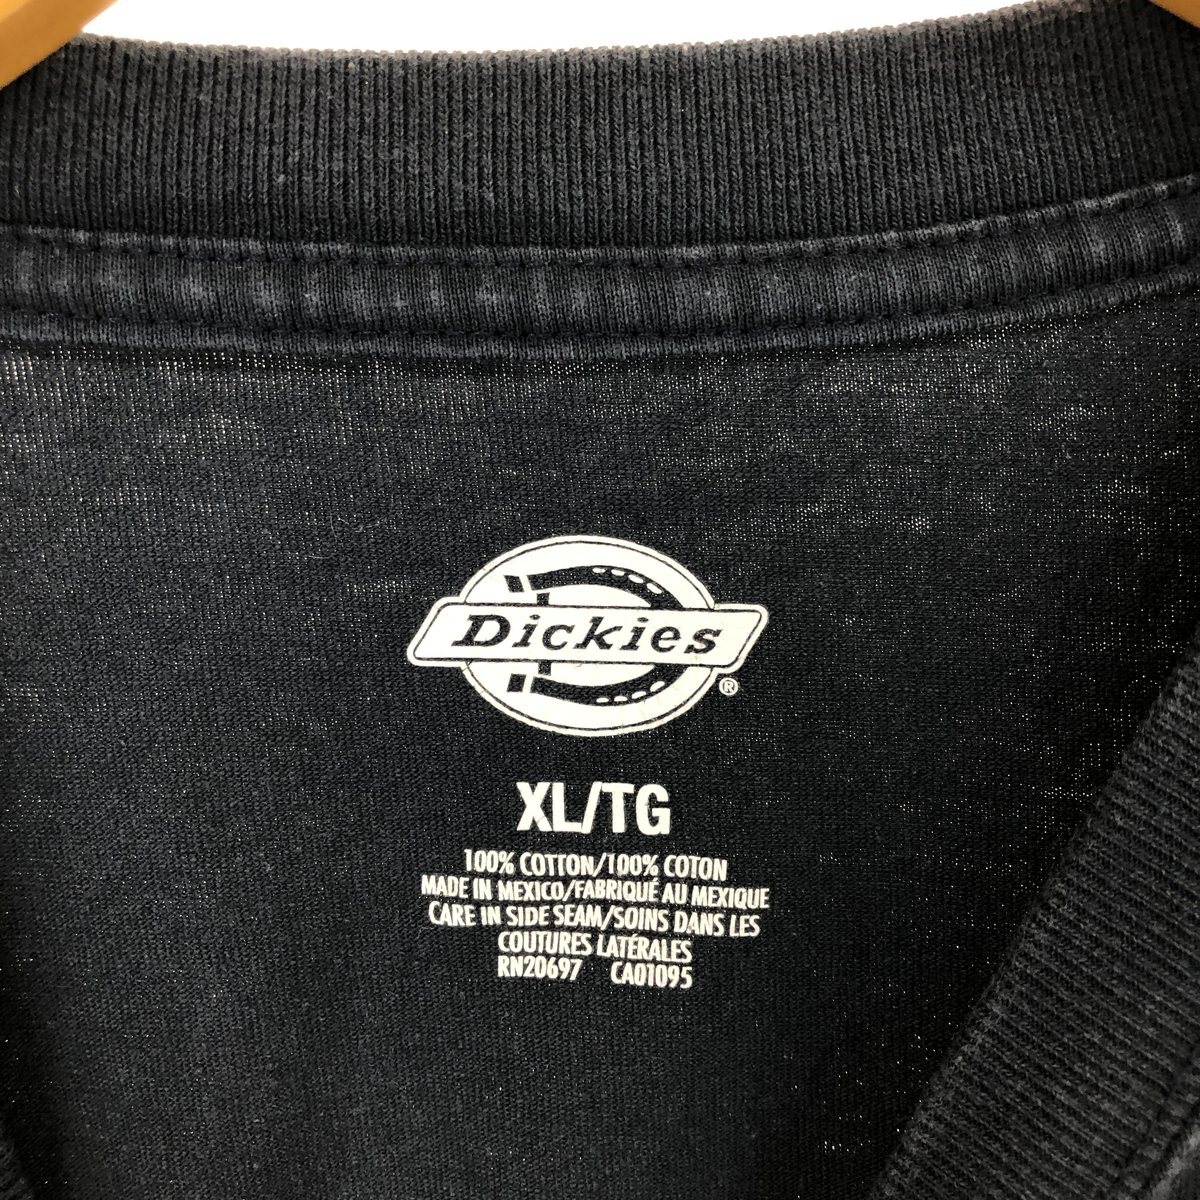 Dickies
®
XL/TG
100% COTTON/100% COTON
MADE IN MEXICO/FABRIQUÉ AU MEXIQUE
CARE IN SIDE SEAM/SOINS DANS LES
COUTURES LATÉRALES
RN20697 CA01095